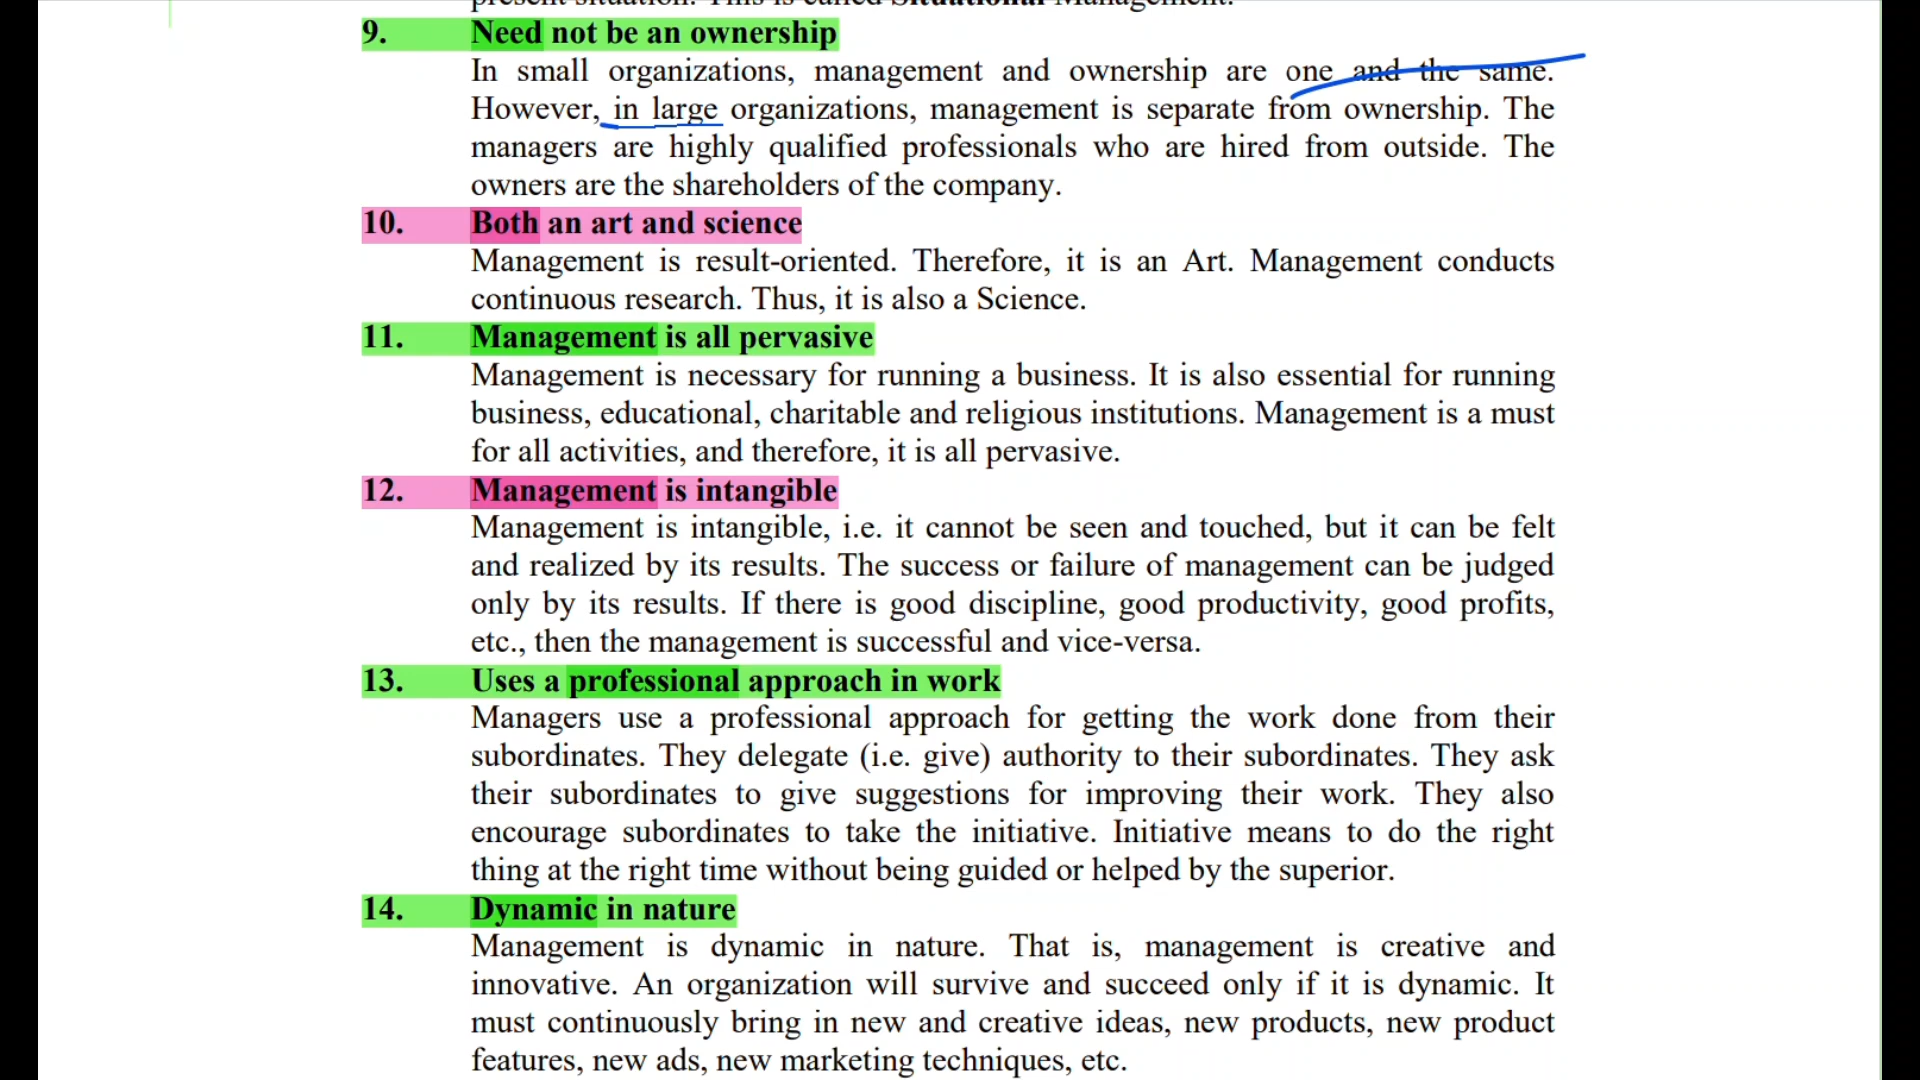 present situation. This is called Situational Management.
9. Need not be an ownership
In small organizations, management and ownership are one and the same.
However, in large organizations, management is separate from ownership. The
managers are highly qualified professionals who are hired from outside. The
owners are the shareholders of the company.
10. Both an art and science
Management is result-oriented. Therefore, it is an Art. Management conducts
continuous research. Thus, it is also a Science.
11. Management is all pervasive
Management is necessary for running a business. It is also essential for running
business, educational, charitable and religious institutions. Management is a must
for all activities, and therefore, it is all pervasive.
12. Management is intangible
Management is intangible, i.e. it cannot be seen and touched, but it can be felt
and realized by its results. The success or failure of management can be judged
only by its results. If there is good discipline, good productivity, good profits,
etc., then the management is successful and vice-versa.
13. Uses a professional approach in work
Managers use a professional approach for getting the work done from their
subordinates. They delegate (i.e. give) authority to their subordinates. They ask
their subordinates to give suggestions for improving their work. They also
encourage subordinates to take the initiative. Initiative means to do the right
thing at the right time without being guided or helped by the superior.
14. Dynamic in nature
Management is dynamic in nature. That is, management is creative and
innovative. An organization will survive and succeed only if it is dynamic. It
must continuously bring in new and creative ideas, new products, new product
features, new ads, new marketing techniques, etc.